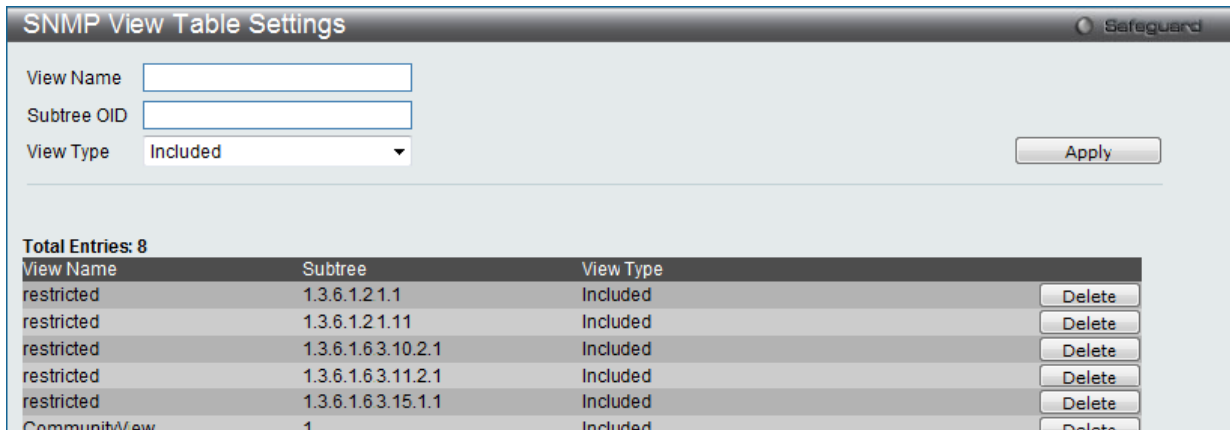 SNMP View Table Settings
Safeguard
View Name
Subtree OID
View Type Included
Apply
Total Entries: 8
View Name Subtree View Type
restricted 1.3.6.1.2.1.1 Included Delete
restricted 1.3.6.1.2.1.11 Included Delete
restricted 1.3.6.1.6.3.10.2.1 Included Delete
restricted 1.3.6.1.6.3.11.2.1 Included Delete
restricted 1.3.6.1.6.3.15.1.1 Included Delete
CommunityView 1 Included Delete